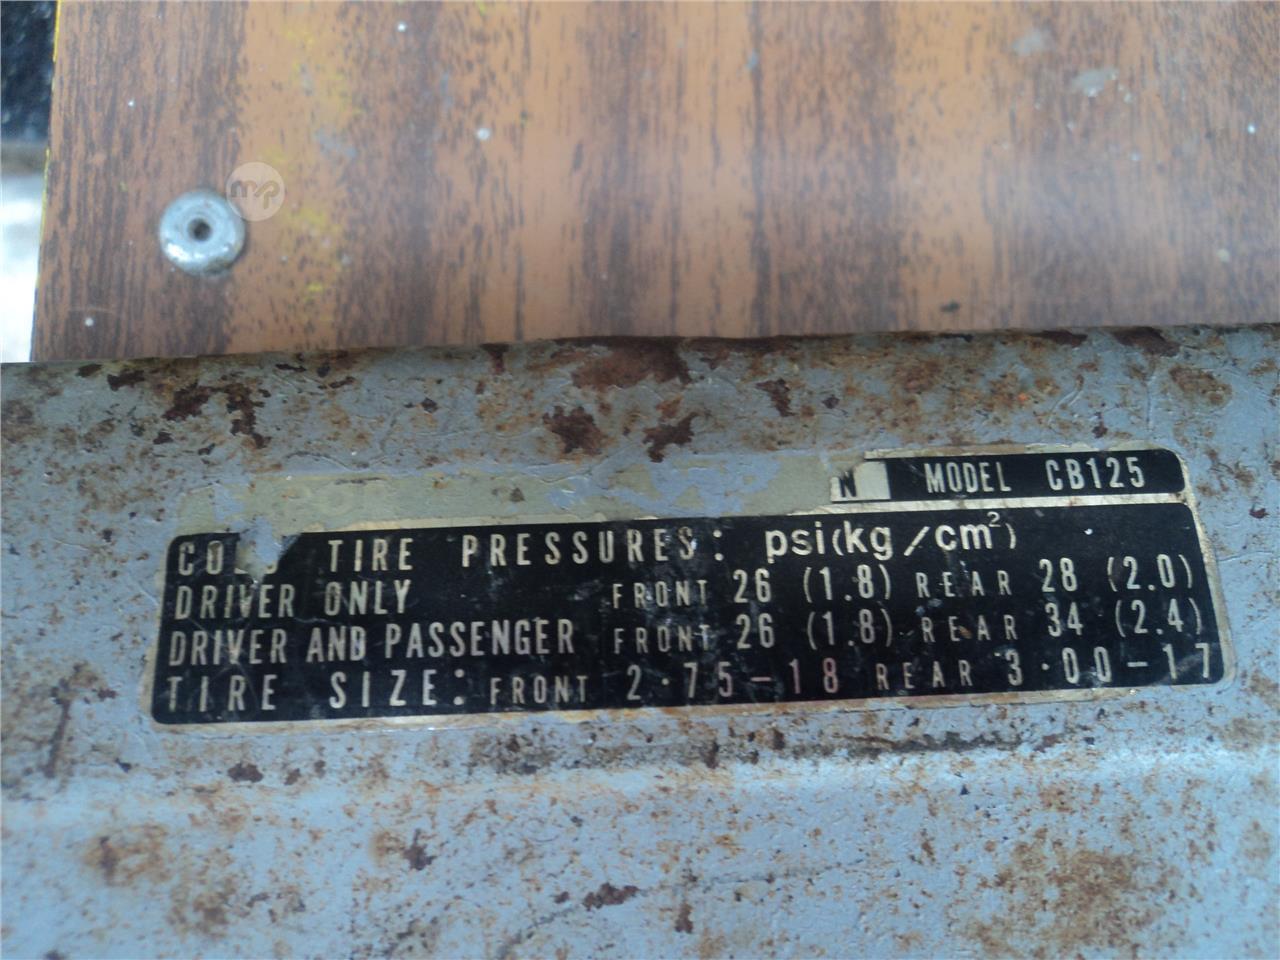 mp
N MODEL CB125
TIRE PRESSURES: psi(kg/cm²)
DRIVER ONLY FRONT 26 (1.8) REAR 28 (2.0)
DRIVER AND PASSENGER FRONT 26 (1.8) REAR 34 (2.4)
TIRE SIZE: FRONT 2·75-18 REAR 3·00-17